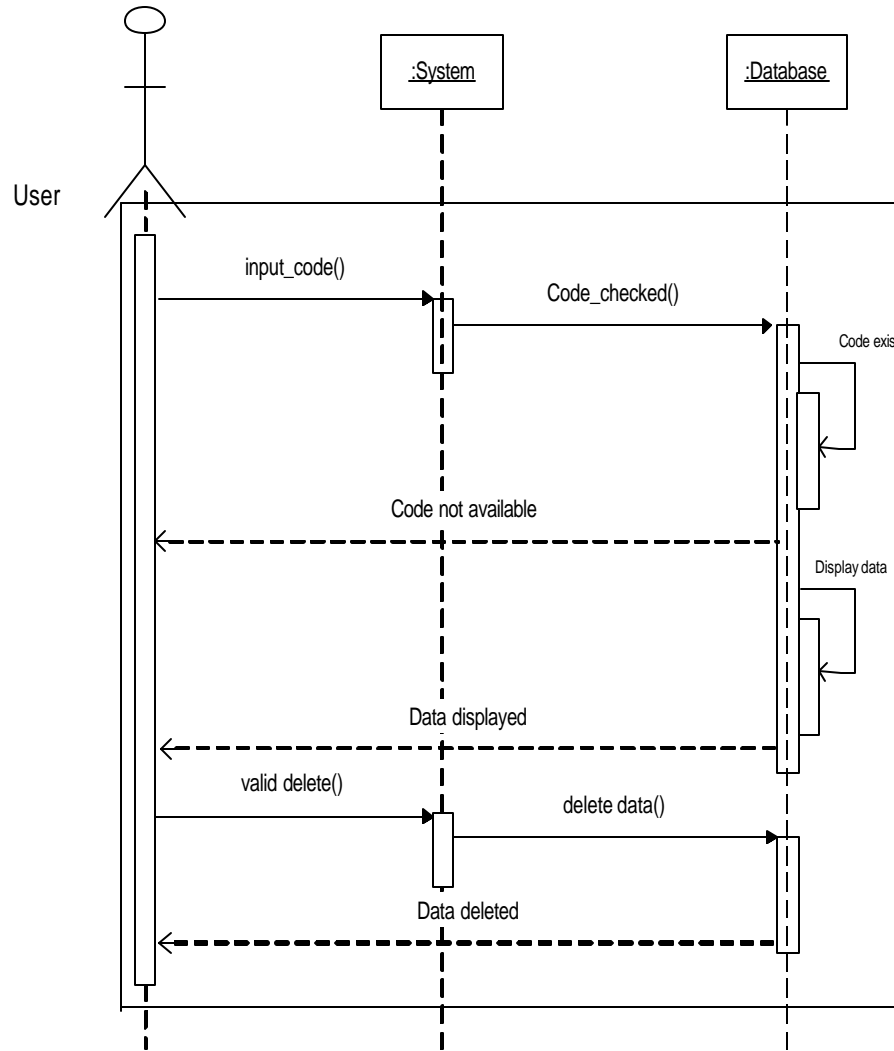 :System
:Database
User
input_code()
Code_checked()
Code exis
Code not available
Display data
Data displayed
valid delete()
delete data()
Data deleted